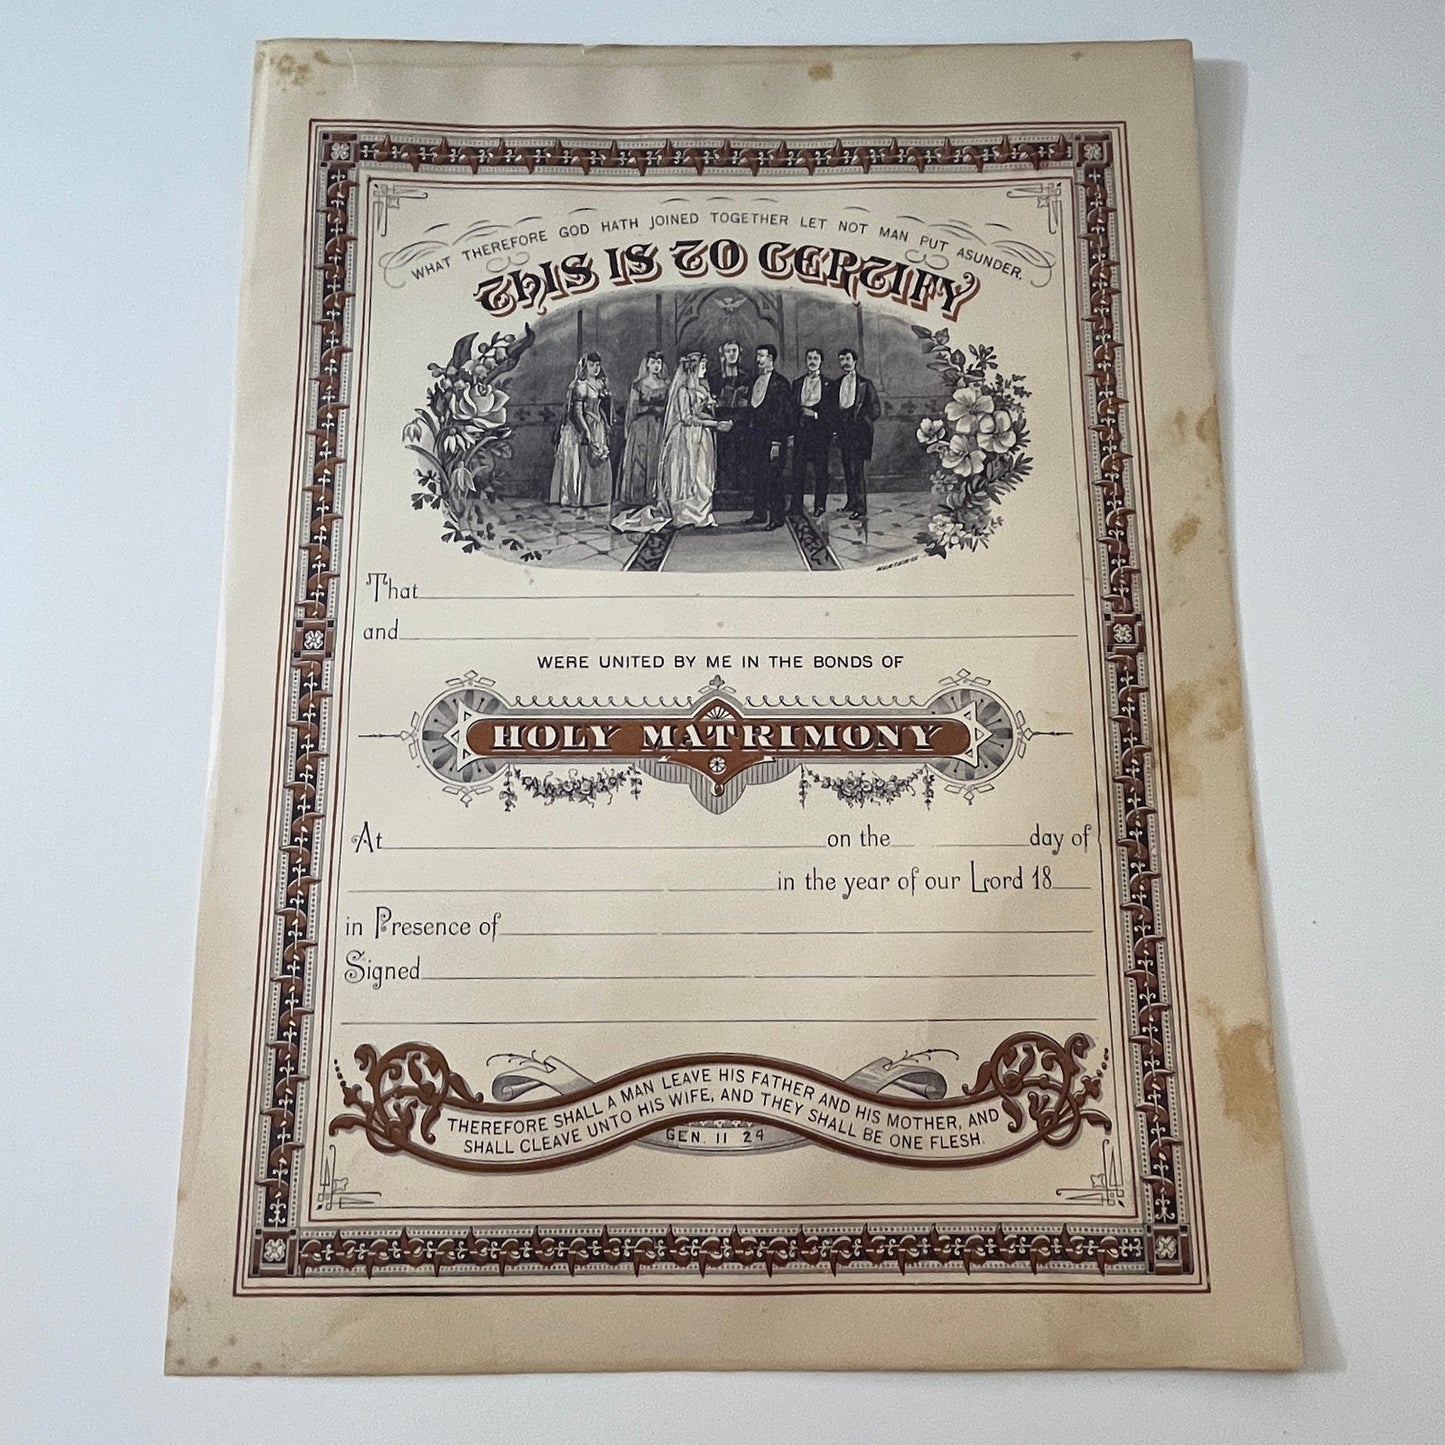 WHAT THEREFORE GOD HATH JOINED TOGETHER LET NOT MAN PUT ASUNDER.
THIS IS TO CERTIFY
That
and
WERE UNITED BY ME IN THE BONDS OF
HOLY MATRIMONY
At on the day of
in the year of our Lord 18
in Presence of
Signed
THEREFORE SHALL A MAN LEAVE HIS FATHER AND HIS MOTHER, AND
SHALL CLEAVE UNTO HIS WIFE, AND THEY SHALL BE ONE FLESH.
GEN. II 24